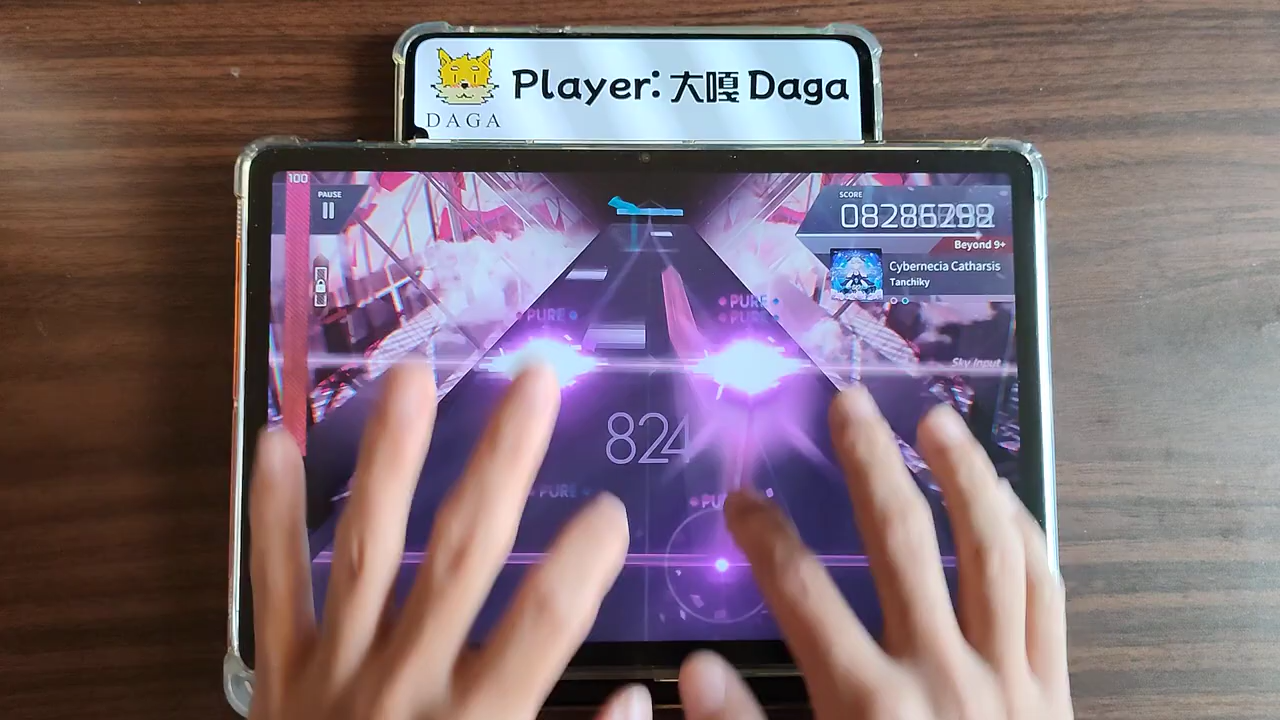 Player: 大嘎 Daga
DAGA
100
PAUSE
SCORE
Beyond 9+
Cybernecia Catharsis
Tanchiky
PURE
PURE
PURE
Sky Input
824
PURE